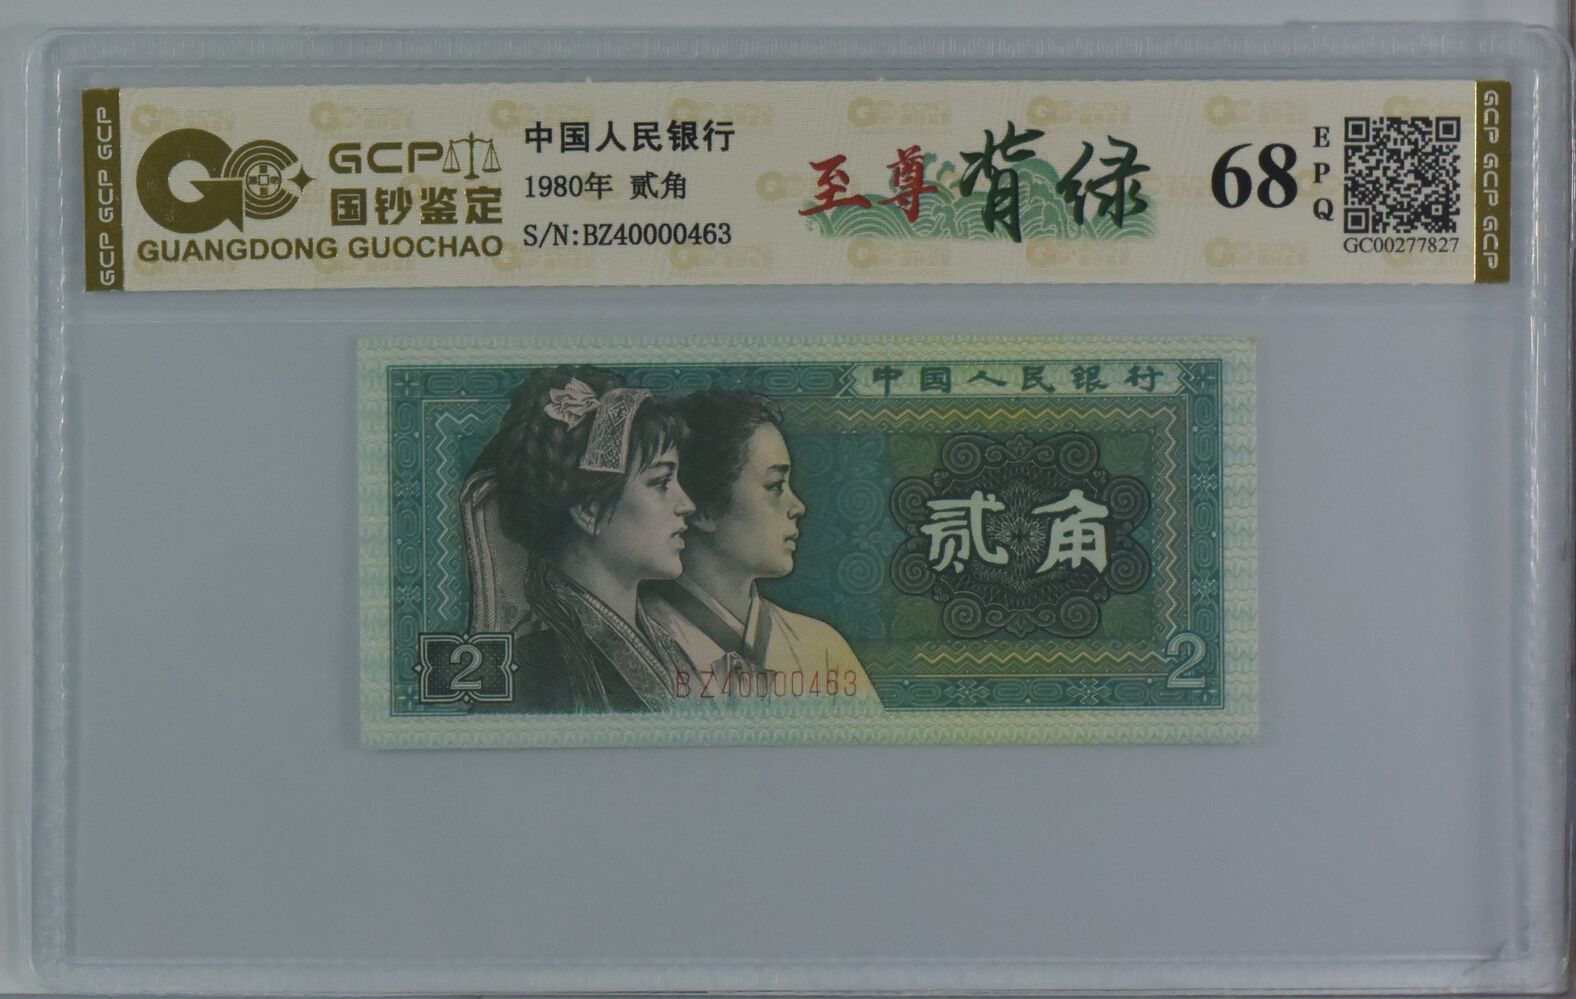 GCP GCP GCP
GCP
国钞鉴定
GUANGDONG GUOCHAO
中国人民银行
1980年 贰角
S/N:BZ40000463
至尊背绿
68
EPQ
GC00277827
GCP GCP GCP
中国人民银行
贰角
2
2
BZ40000463